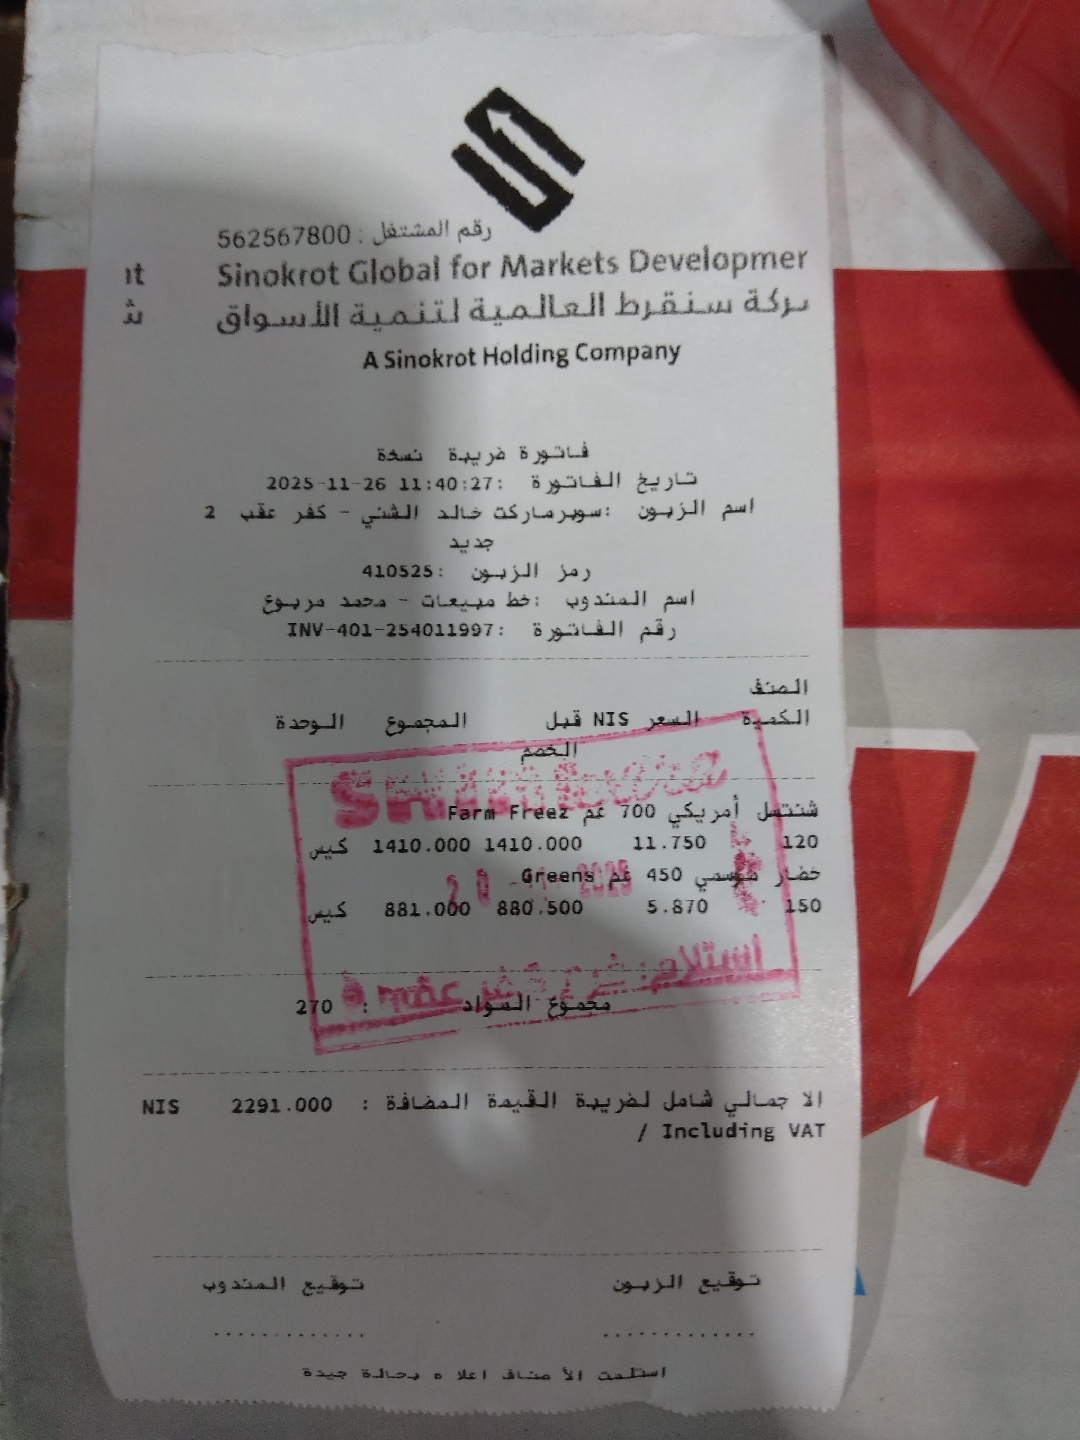 رقم المشتغل : 562567800
Sinokrot Global for Markets Developmer
nt
ركة سنقرط العالمية لتنمية الأسواق
ش
A Sinokrot Holding Company
فاتورة ضريبة نسخة
تاريخ الفاتورة :2025-11-26 11:40:27
اسم الزبون :سوبرماركت خالد الشني - كفر عقب 2
جديد
رمز الزبون :410525
اسم المندوب :خط مبيعات - محمد مربوع
رقم الفاتورة :INV-401-254011997
الصنف
الكمية السعر NIS قبل المجموع الوحدة
الخصم
شنتسل أمريكي 700 غم Farm Freez
120 11.750 1410.000 1410.000 كيس
خضار موسمي 450 غم Greens
150 5.870 880.500 881.000 كيس
استلام
مجموع المواد : 270
الاجمالي شامل لضريبة القيمة المضافة : 2291.000 NIS
/ Including VAT
توقيع الزبون توقيع المندوب
............. .............
استلمت الأصناف اعلاه بحالة جيدة